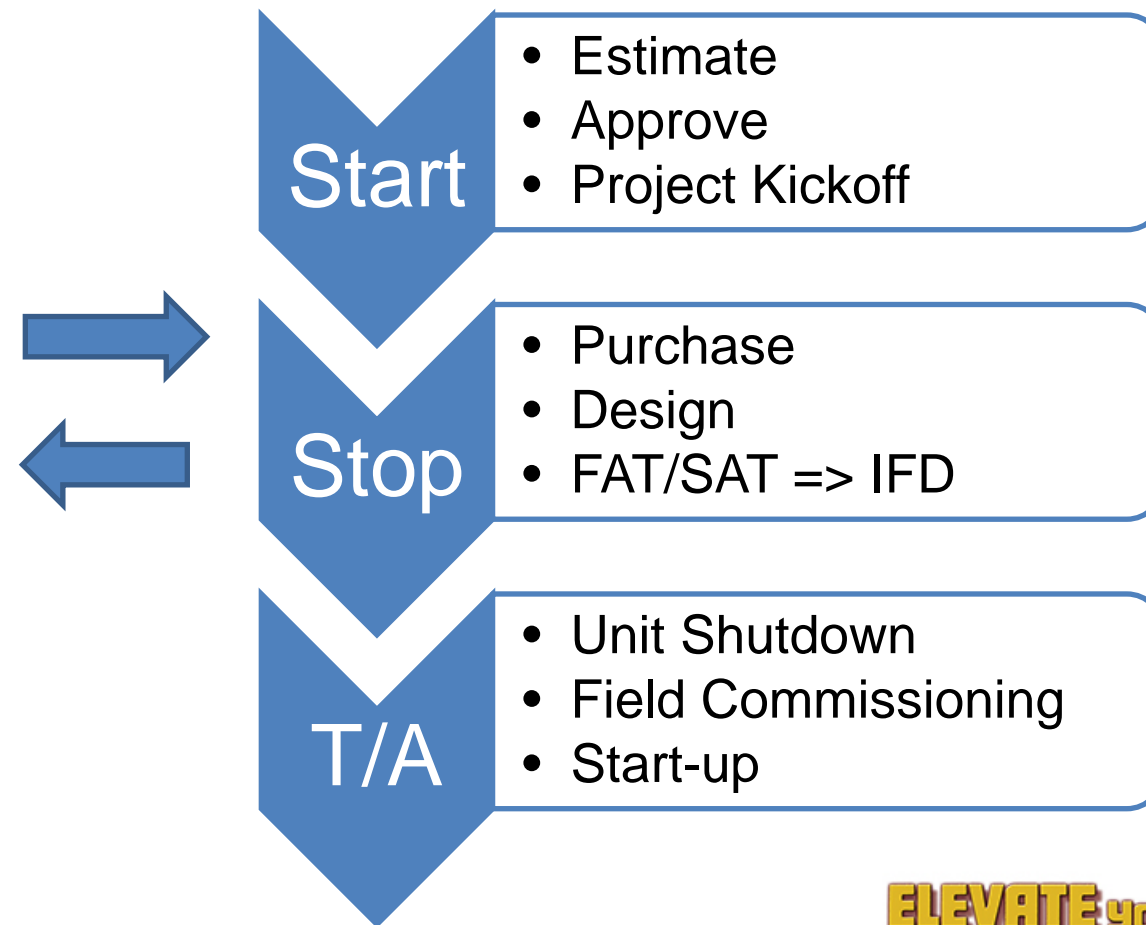 Start
• Estimate
• Approve
• Project Kickoff
Stop
• Purchase
• Design
• FAT/SAT => IFD
T/A
• Unit Shutdown
• Field Commissioning
• Start-up
ELEVATE